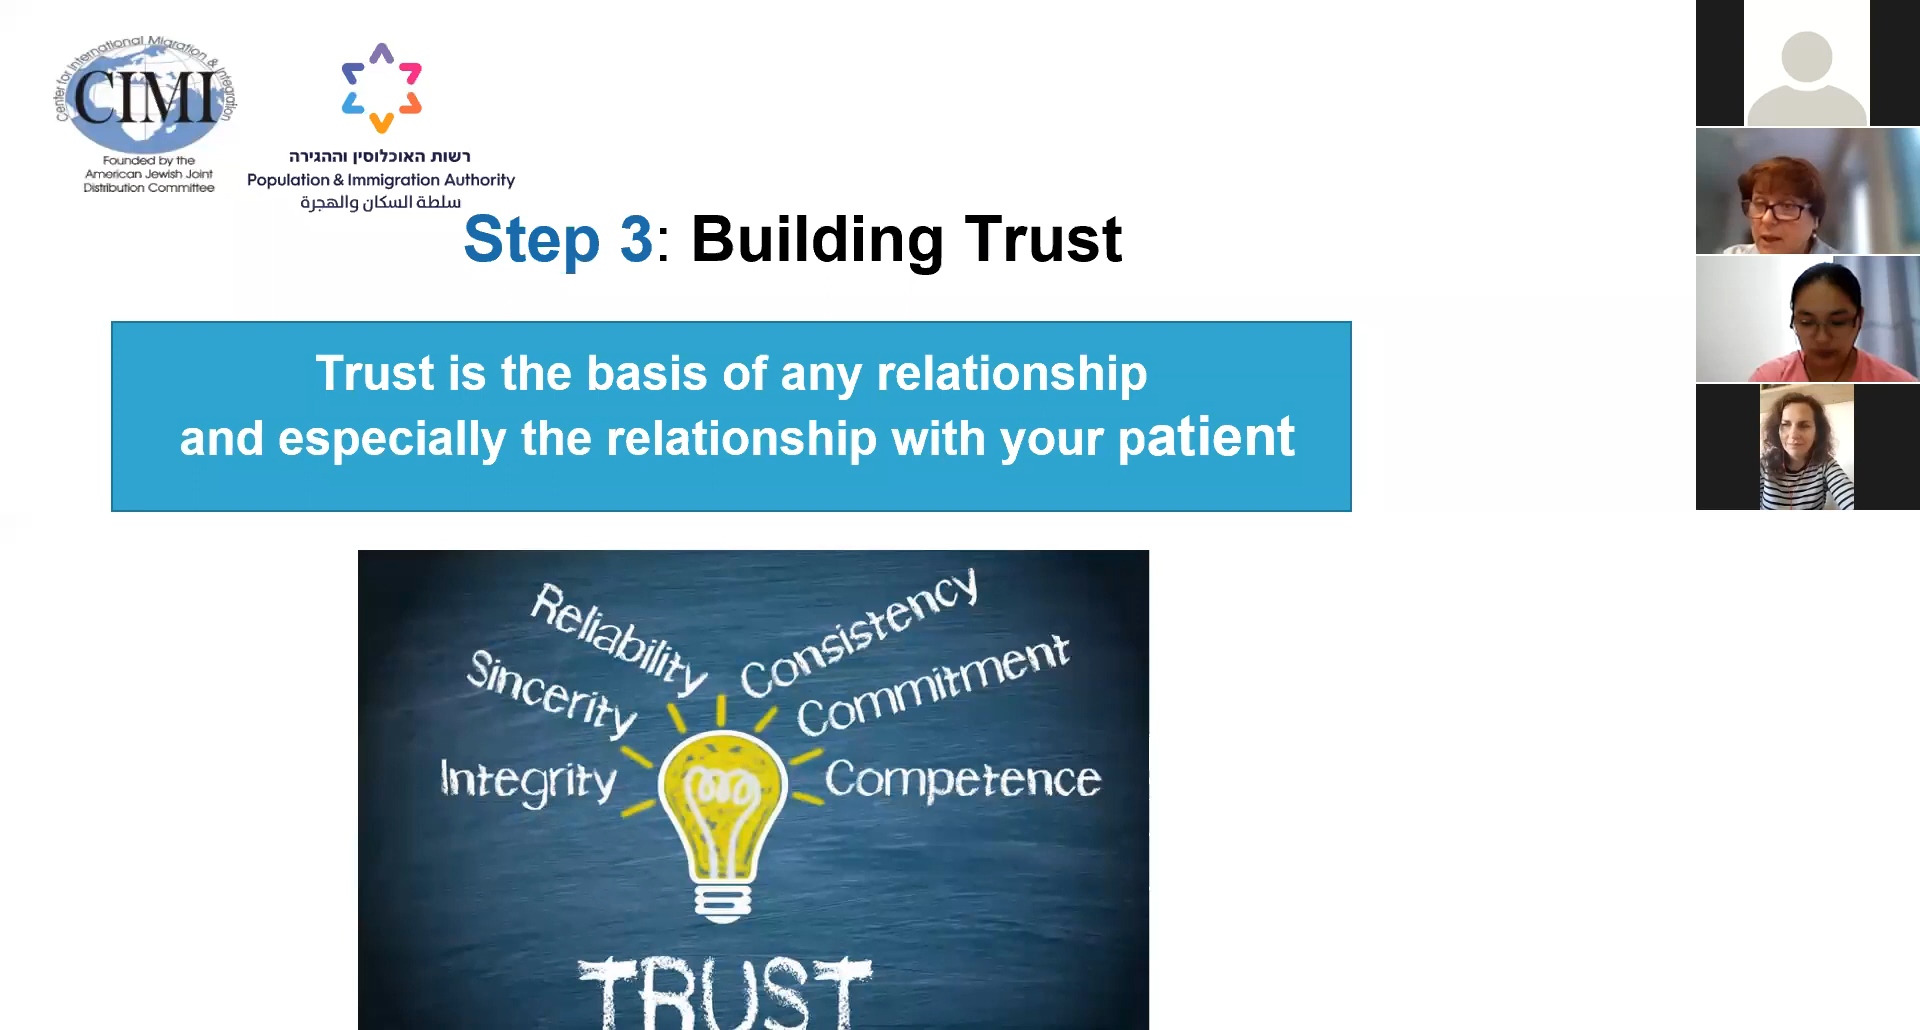 Center for International Migration & Integration
CIMI
Founded by the
American Jewish Joint
Distribution Committee
רשות האוכלוסין וההגירה
Population & Immigration Authority
سلطة السكان والهجرة
Step 3: Building Trust
Trust is the basis of any relationship
and especially the relationship with your patient
Reliability
Consistency
Sincerity
Commitment
Integrity
Competence
TRUST